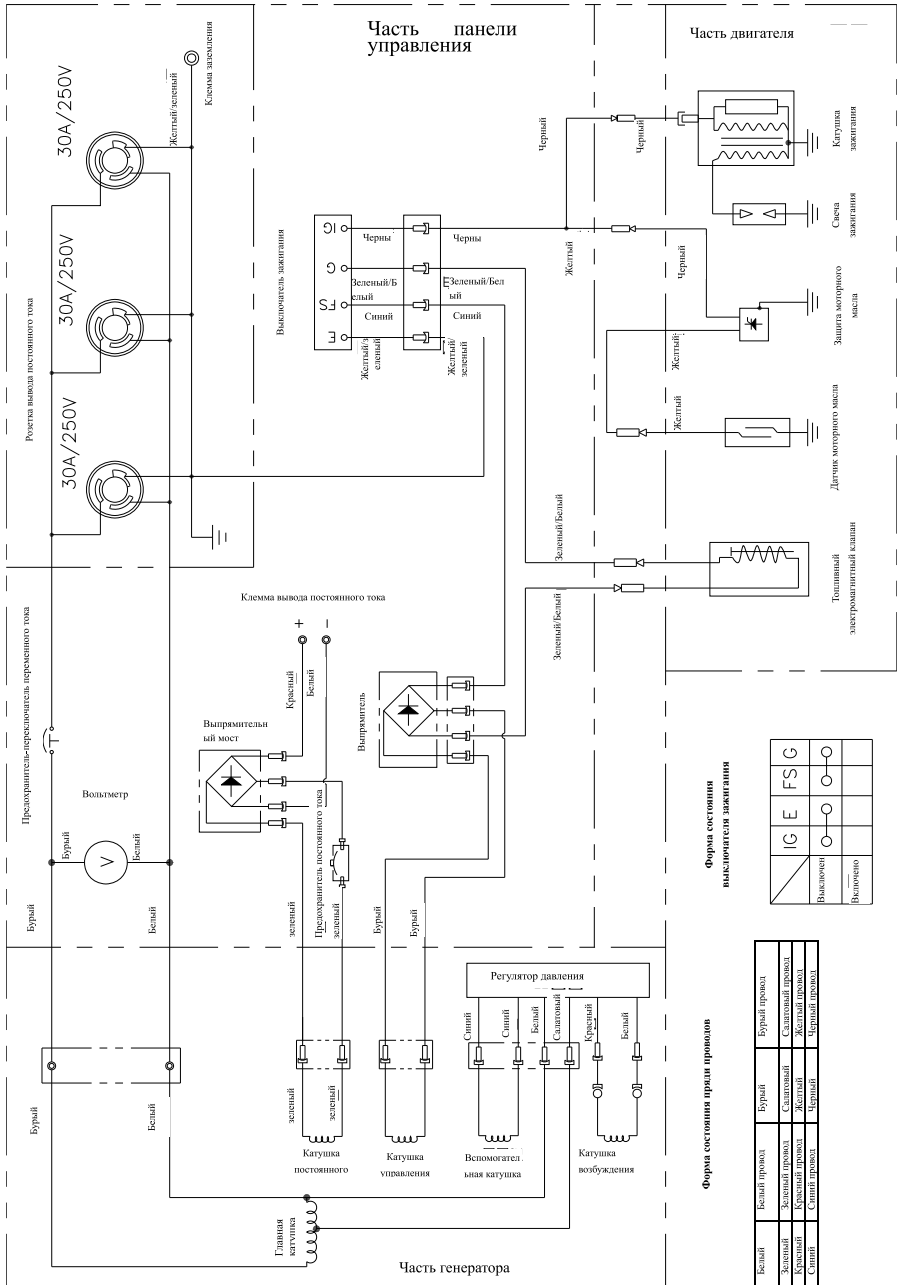 Часть панели
управления
Часть двигателя
30A/250V
30A/250V
30A/250V
Желтый/зеленый
Клемма заземления
Розетка вывода постоянного тока
Выключатель зажигания
IG
G
FS
E
Черны
Черны
Зеленый/Б
елый
Зеленый/Бел
ый
Синий
Синий
Желтый/з
еленый
Желтый/
зеленый
Черный
Черный
Желтый
Черный
Желтый
Желтый
Катушка
зажигания
Свеча
зажигания
Защита моторного
масла
Датчик моторного масла
Топливный
электромагнитный клапан
Зеленый/Белый
Зеленый/Белый
Клемма вывода постоянного тока
+
−
Красный
Белый
Выпрямительн
ый мост
Выпрямитель
Предохранитель-переключатель переменного тока
Вольтметр
V
Бурый
Белый
Бурый
Белый
зеленый
Предохранитель постоянного тока
зеленый
Бурый
Бурый
Регулятор давления
Синий
Синий
Белый
Салатовый
Красный
Белый
Бурый
Белый
зеленый
зеленый
Катушка
постоянного
Катушка
управления
Вспомогател
ьная катушка
Катушка
возбуждения
Главная
катушка
Часть генератора
Форма состояния
выключателя зажигания
IG E FS G
Выключен
Включено
Форма состояния пряди проводов
Белый Белый провод Бурый Бурый провод
Зеленый Зеленый провод Салатовый Салатовый провод
Красный Красный провод Желтый Желтый провод
Синий Синий провод Черный Черный провод